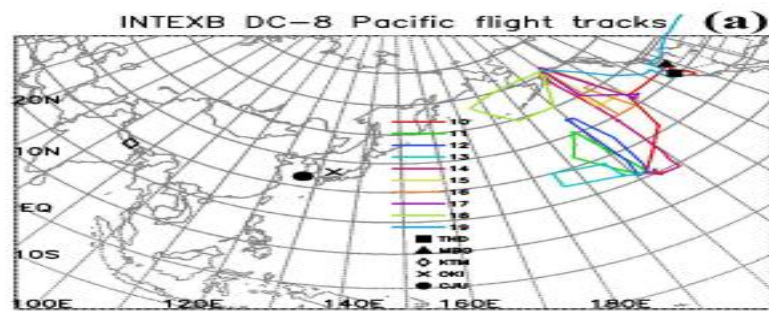 INTEXB DC-8 Pacific flight tracks (a)
20N
10
11
10N
12
13
14
15
EQ
16
17
18
19
10S
THD
MBO
KTM
OKI
CJU
100E 120E 140E 160E 180E